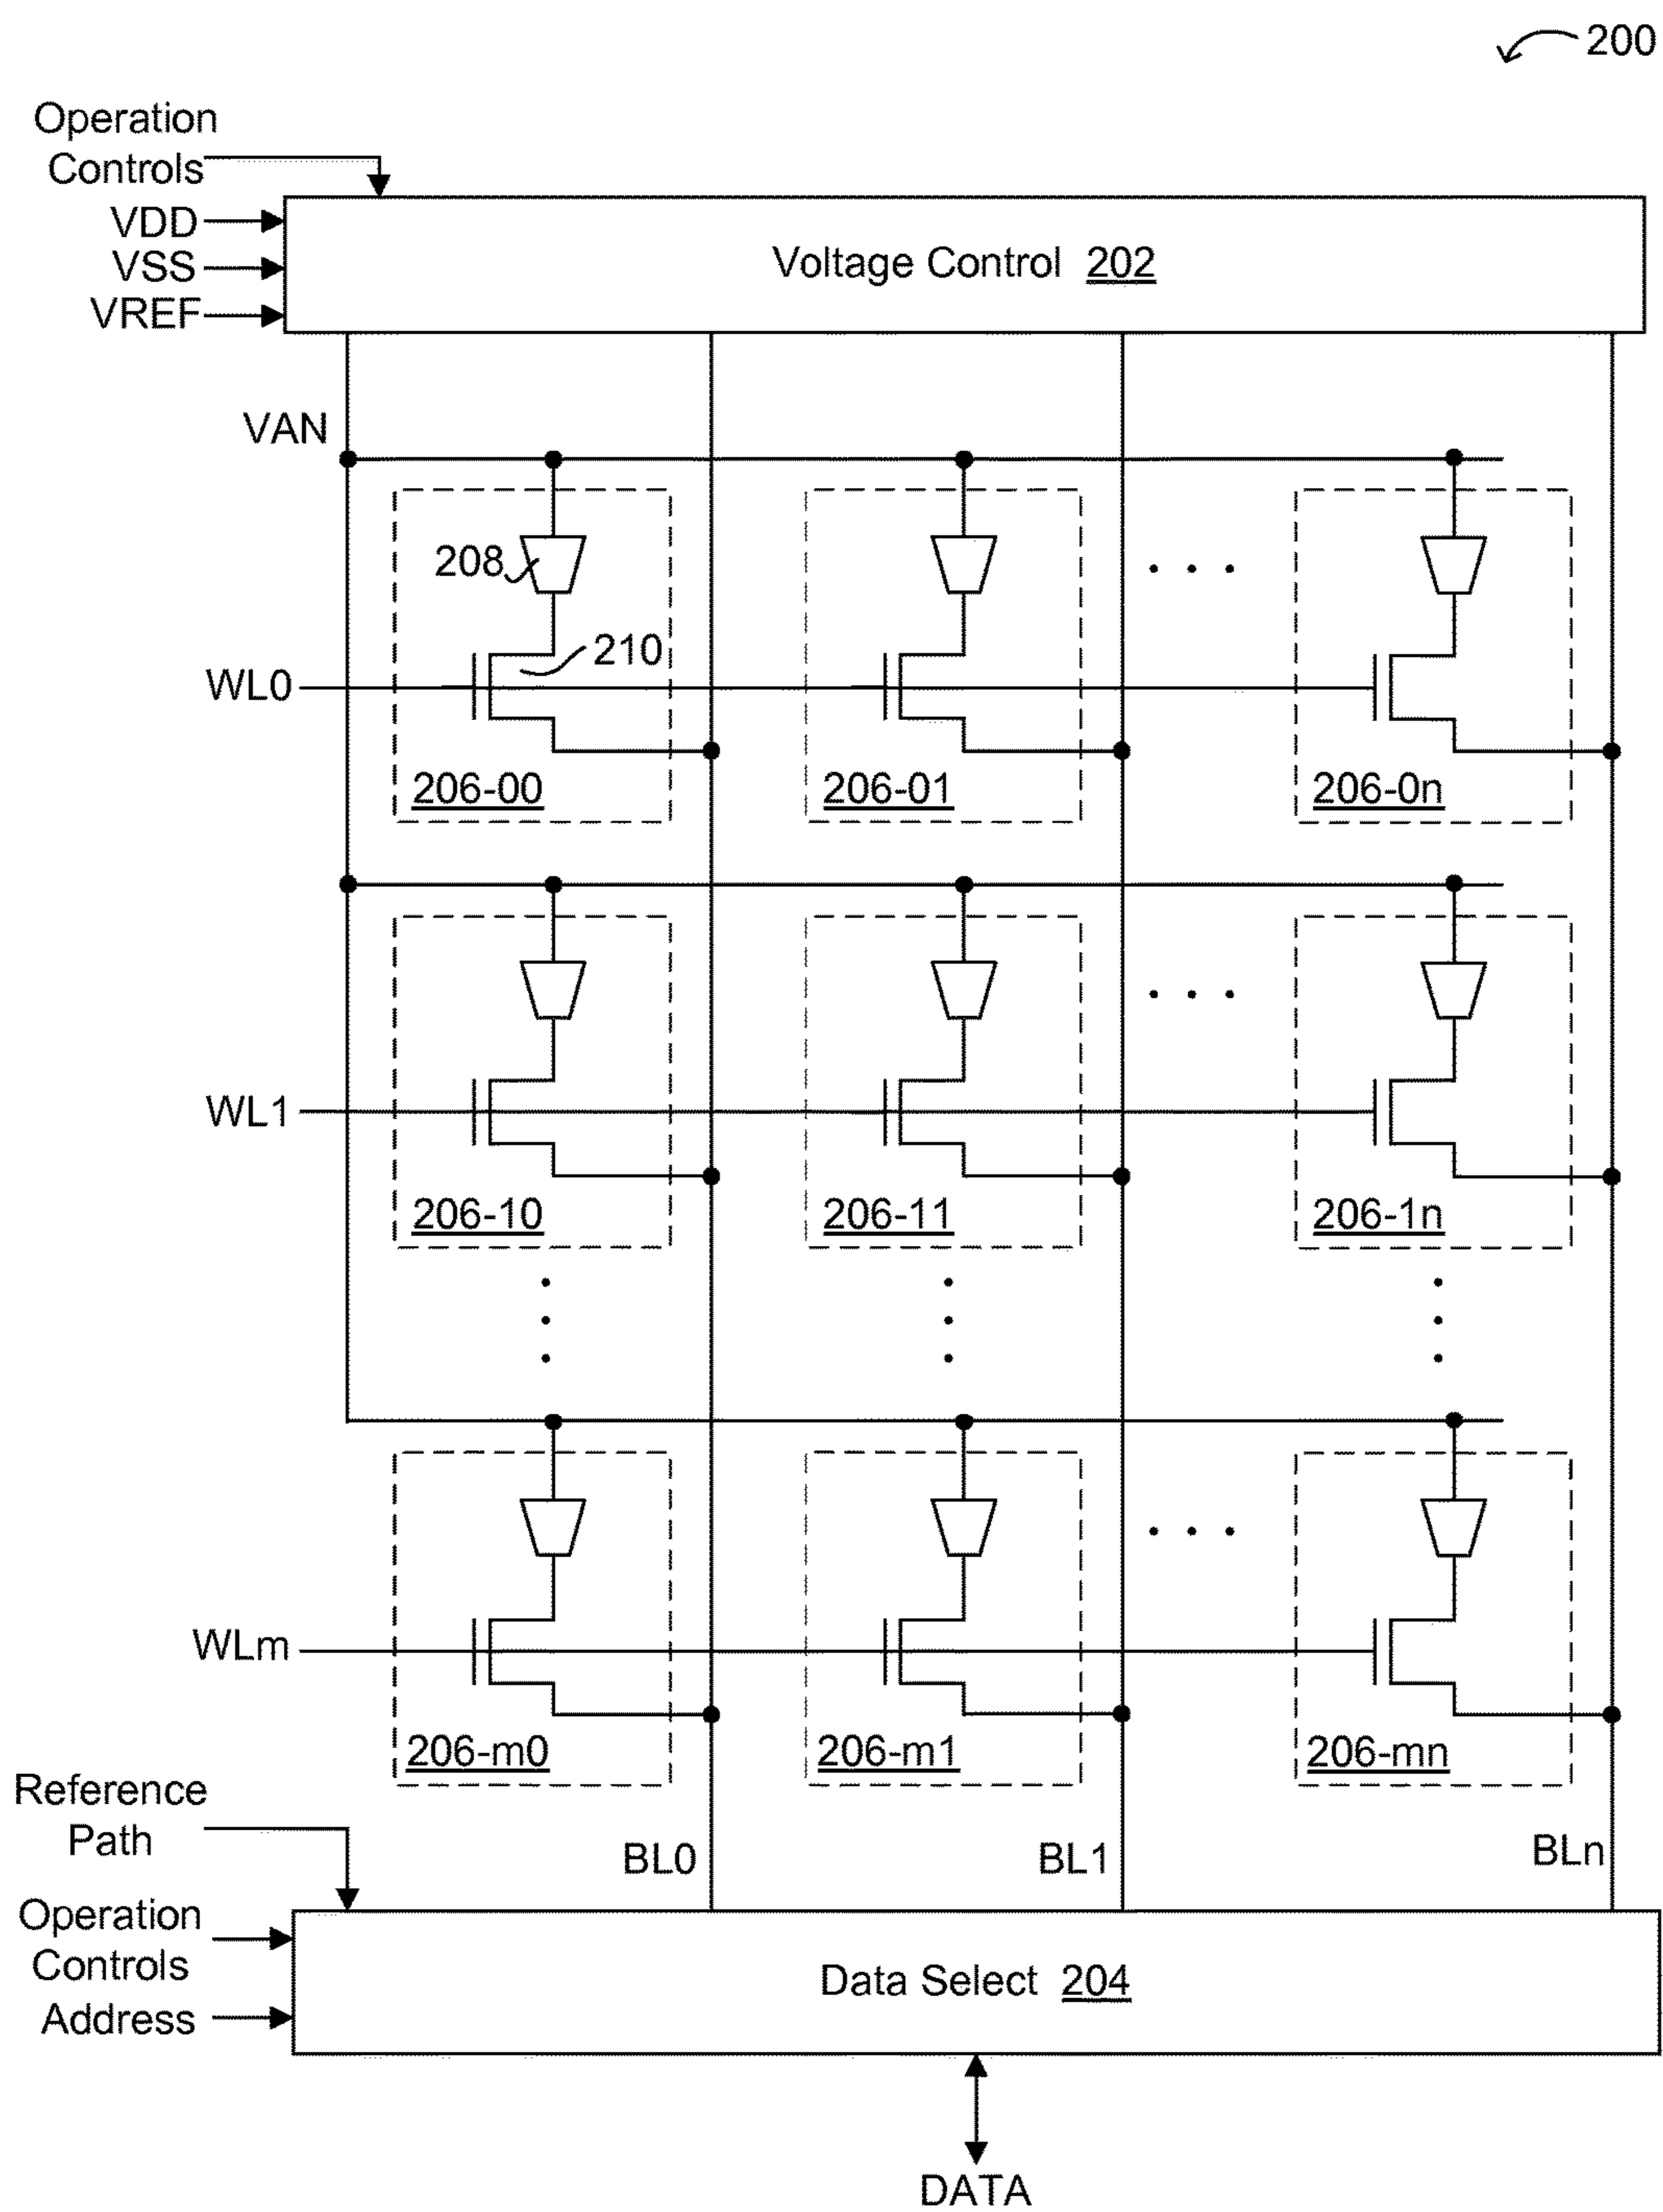 200
Operation
Controls
VDD
VSS
VREF
Voltage Control 202
VAN
208
210
WL0
206-00
206-01
206-0n
WL1
206-10
206-11
206-1n
WLm
206-m0
206-m1
206-mn
Reference
Path
BL0
BL1
BLn
Operation
Controls
Address
Data Select 204
DATA